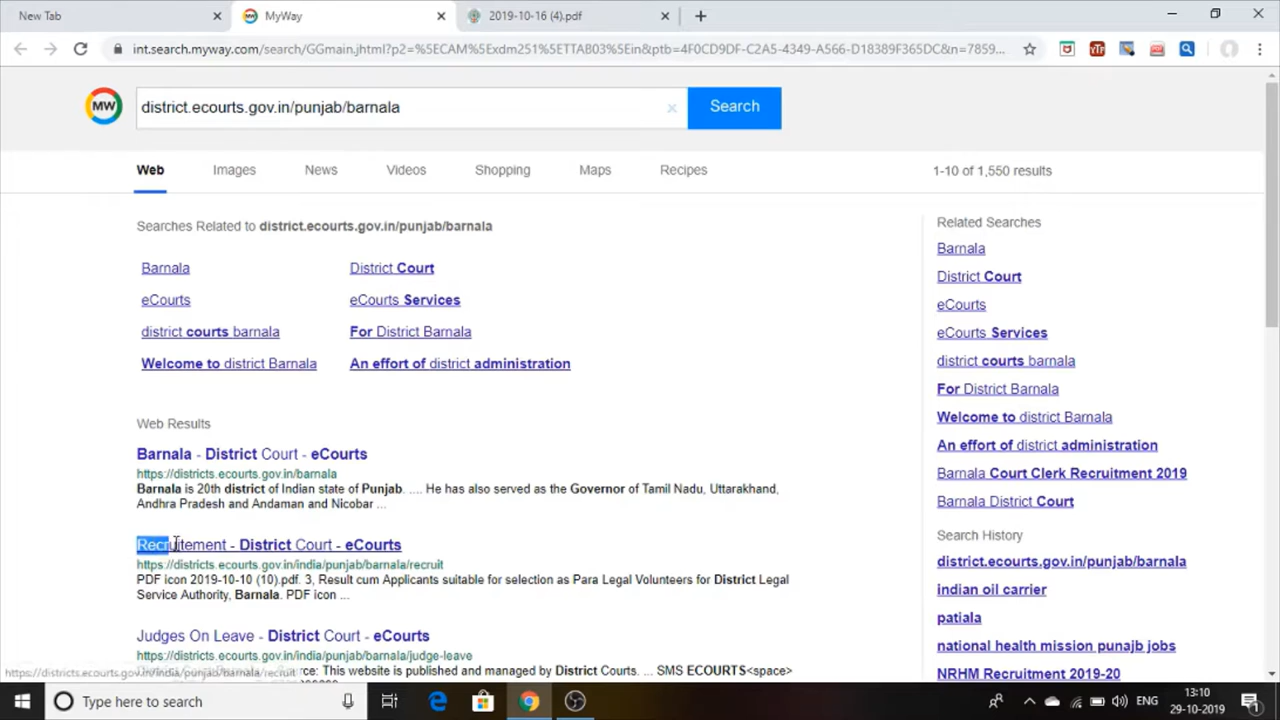 New Tab
MyWay
2019-10-16 (4).pdf
int.search.myway.com/search/GGmain.jhtml?p2=%5ECAM%5Exdm251%5ETTAB03%5Ein&ptb=4F0CD9DF-C2A5-4349-A566-D18389F365DC&n=7859...
MW
district.ecourts.gov.in/punjab/barnala
Search
Web Images News Videos Shopping Maps Recipes
1-10 of 1,550 results
Searches Related to district.ecourts.gov.in/punjab/barnala
Barnala District Court
eCourts eCourts Services
district courts barnala For District Barnala
Welcome to district Barnala An effort of district administration
Web Results
Barnala - District Court - eCourts
https://districts.ecourts.gov.in/barnala
Barnala is 20th district of Indian state of Punjab. .... He has also served as the Governor of Tamil Nadu, Uttarakhand,
Andhra Pradesh and Andaman and Nicobar ...
Recruitement - District Court - eCourts
https://districts.ecourts.gov.in/india/punjab/barnala/recruit
PDF icon 2019-10-10 (10).pdf. 3, Result cum Applicants suitable for selection as Para Legal Volunteers for District Legal
Service Authority, Barnala. PDF icon ...
Judges On Leave - District Court - eCourts
https://districts.ecourts.gov.in/india/punjab/barnala/judge-leave
rce: This website is published and managed by District Courts. ... SMS ECOURTS<space>
https://districts.ecourts.gov.in/india/punjab/barnala/recruit
Related Searches
Barnala
District Court
eCourts
eCourts Services
district courts barnala
For District Barnala
Welcome to district Barnala
An effort of district administration
Barnala Court Clerk Recruitment 2019
Barnala District Court
Search History
district.ecourts.gov.in/punjab/barnala
indian oil carrier
patiala
national health mission punajb jobs
NRHM Recruitment 2019-20
Type here to search
ENG
13:10
29-10-2019